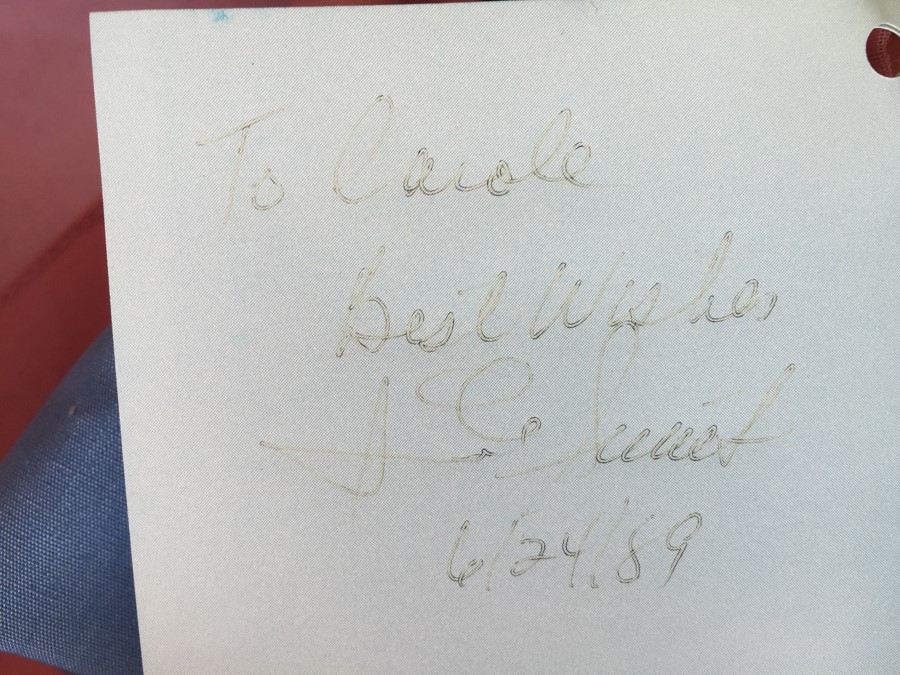 To Carole
Best Wishes
J E
6/24/89